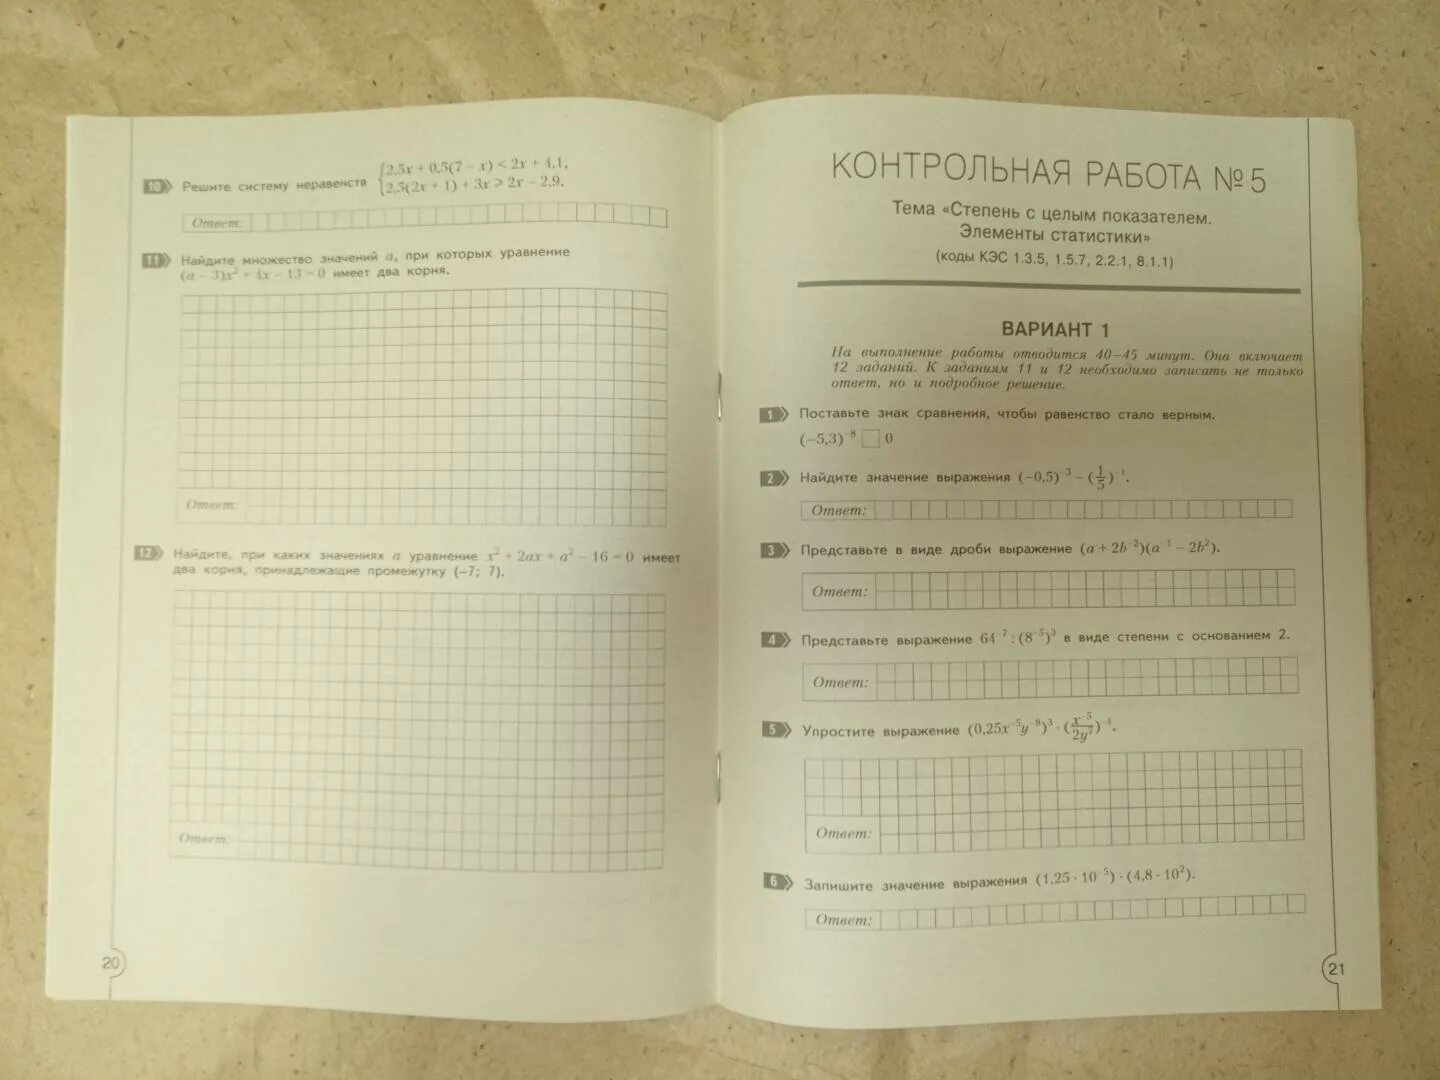 10 Решите систему неравенств {2,5x + 0,5(7 − x) < 2x + 4,1,
2,5(2x + 1) + 3x ⩾ 2x − 2,9.
Ответ:
11 Найдите множество значений a, при которых уравнение
(a − 3)x² + 4x − 13 = 0 имеет два корня.
Ответ:
12 Найдите, при каких значениях a уравнение x² + 2ax + a² − 16 = 0 имеет
два корня, принадлежащие промежутку (−7; 7).
Ответ:
20
КОНТРОЛЬНАЯ РАБОТА № 5
Тема «Степень с целым показателем.
Элементы статистики»
(коды КЭС 1.3.5, 1.5.7, 2.2.1, 8.1.1)
ВАРИАНТ 1
На выполнение работы отводится 40–45 минут. Она включает
12 заданий. К заданиям 11 и 12 необходимо записать не только
ответ, но и подробное решение.
1 Поставьте знак сравнения, чтобы равенство стало верным.
(−5,3)⁻⁸ □ 0
2 Найдите значение выражения (−0,5)⁻³ − (1/5)⁻¹.
Ответ:
3 Представьте в виде дроби выражение (a + 2b⁻²)(a⁻¹ − 2b²).
Ответ:
4 Представьте выражение 64⁻⁷ : (8⁻⁵)³ в виде степени с основанием 2.
Ответ:
5 Упростите выражение (0,25x⁻⁵y⁻⁸)³ · (x⁻⁵/2y⁷)⁻⁴.
Ответ:
6 Запишите значение выражения (1,25 · 10⁻⁵) · (4,8 · 10²).
Ответ:
21